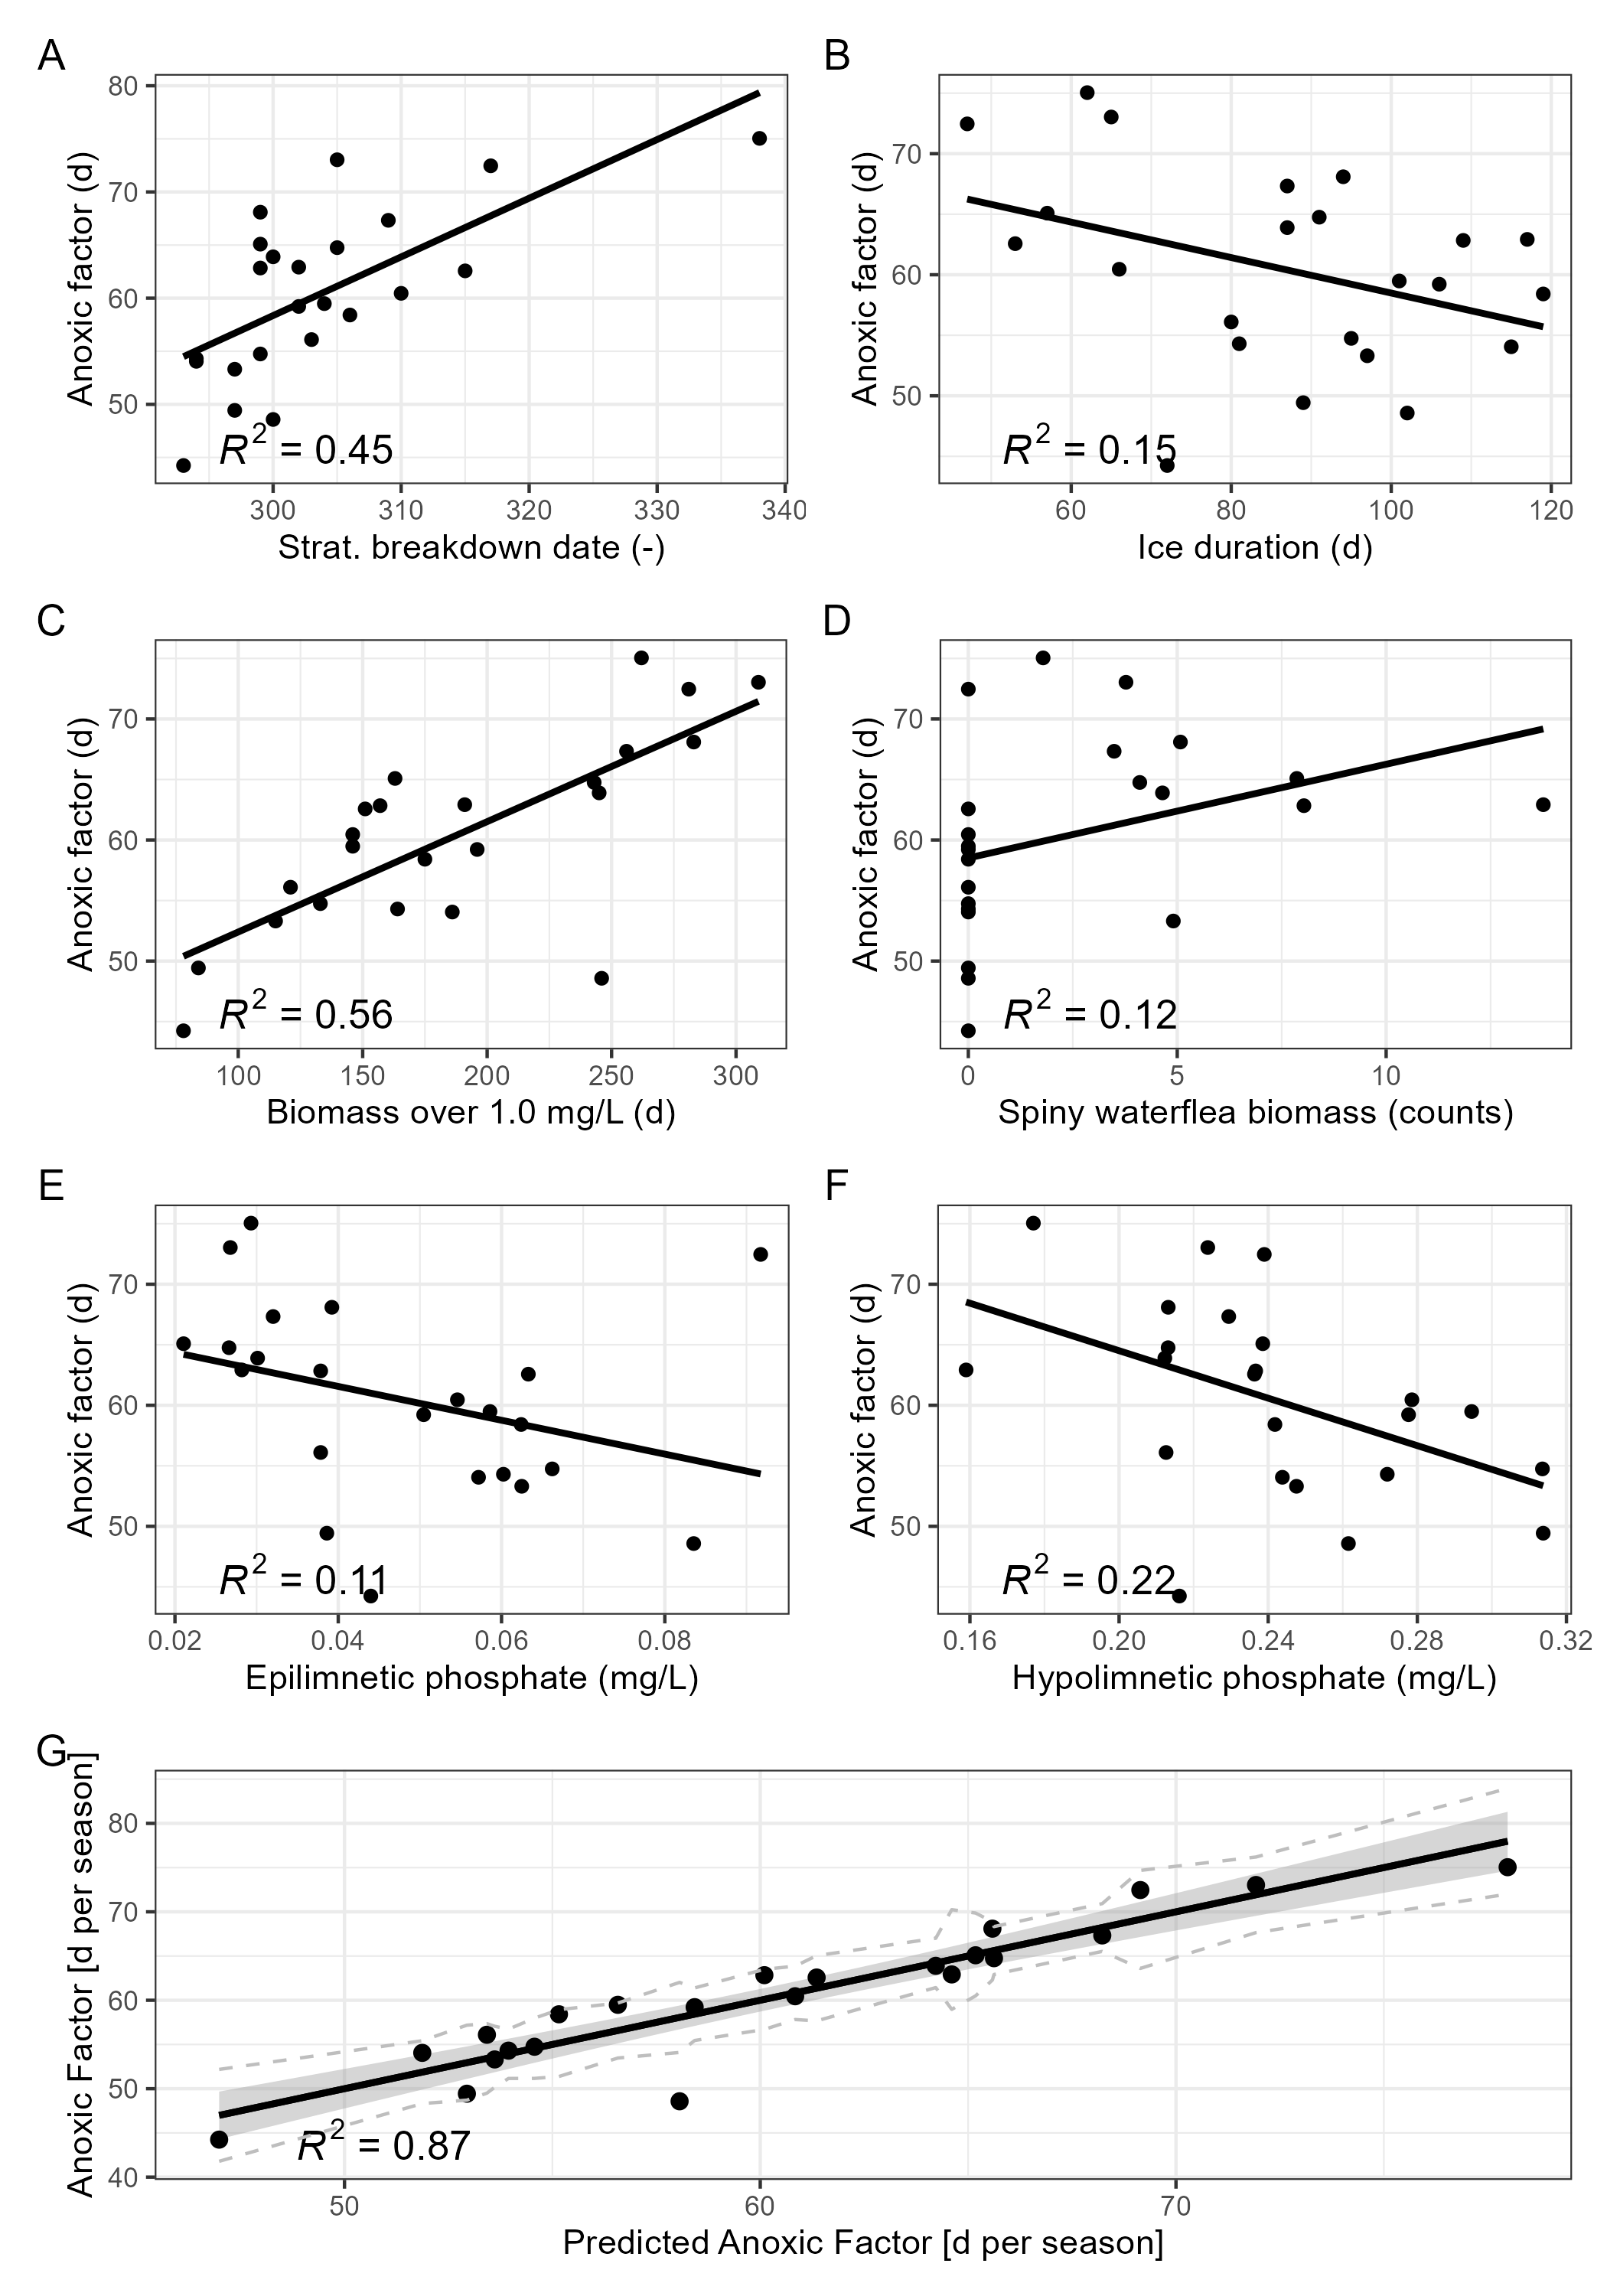 A
B
Anoxic factor (d)
80
70
60
50
R² = 0.45
300 310 320 330 340
Strat. breakdown date (-)
Anoxic factor (d)
70
60
50
R² = 0.15
60 80 100 120
Ice duration (d)
C
D
Anoxic factor (d)
70
60
50
R² = 0.56
100 150 200 250 300
Biomass over 1.0 mg/L (d)
Anoxic factor (d)
70
60
50
R² = 0.12
0 5 10
Spiny waterflea biomass (counts)
E
F
Anoxic factor (d)
70
60
50
R² = 0.11
0.02 0.04 0.06 0.08
Epilimnetic phosphate (mg/L)
Anoxic factor (d)
70
60
50
R² = 0.22
0.16 0.20 0.24 0.28 0.32
Hypolimnetic phosphate (mg/L)
G
Anoxic Factor [d per season]
80
70
60
50
40
R² = 0.87
50 60 70
Predicted Anoxic Factor [d per season]